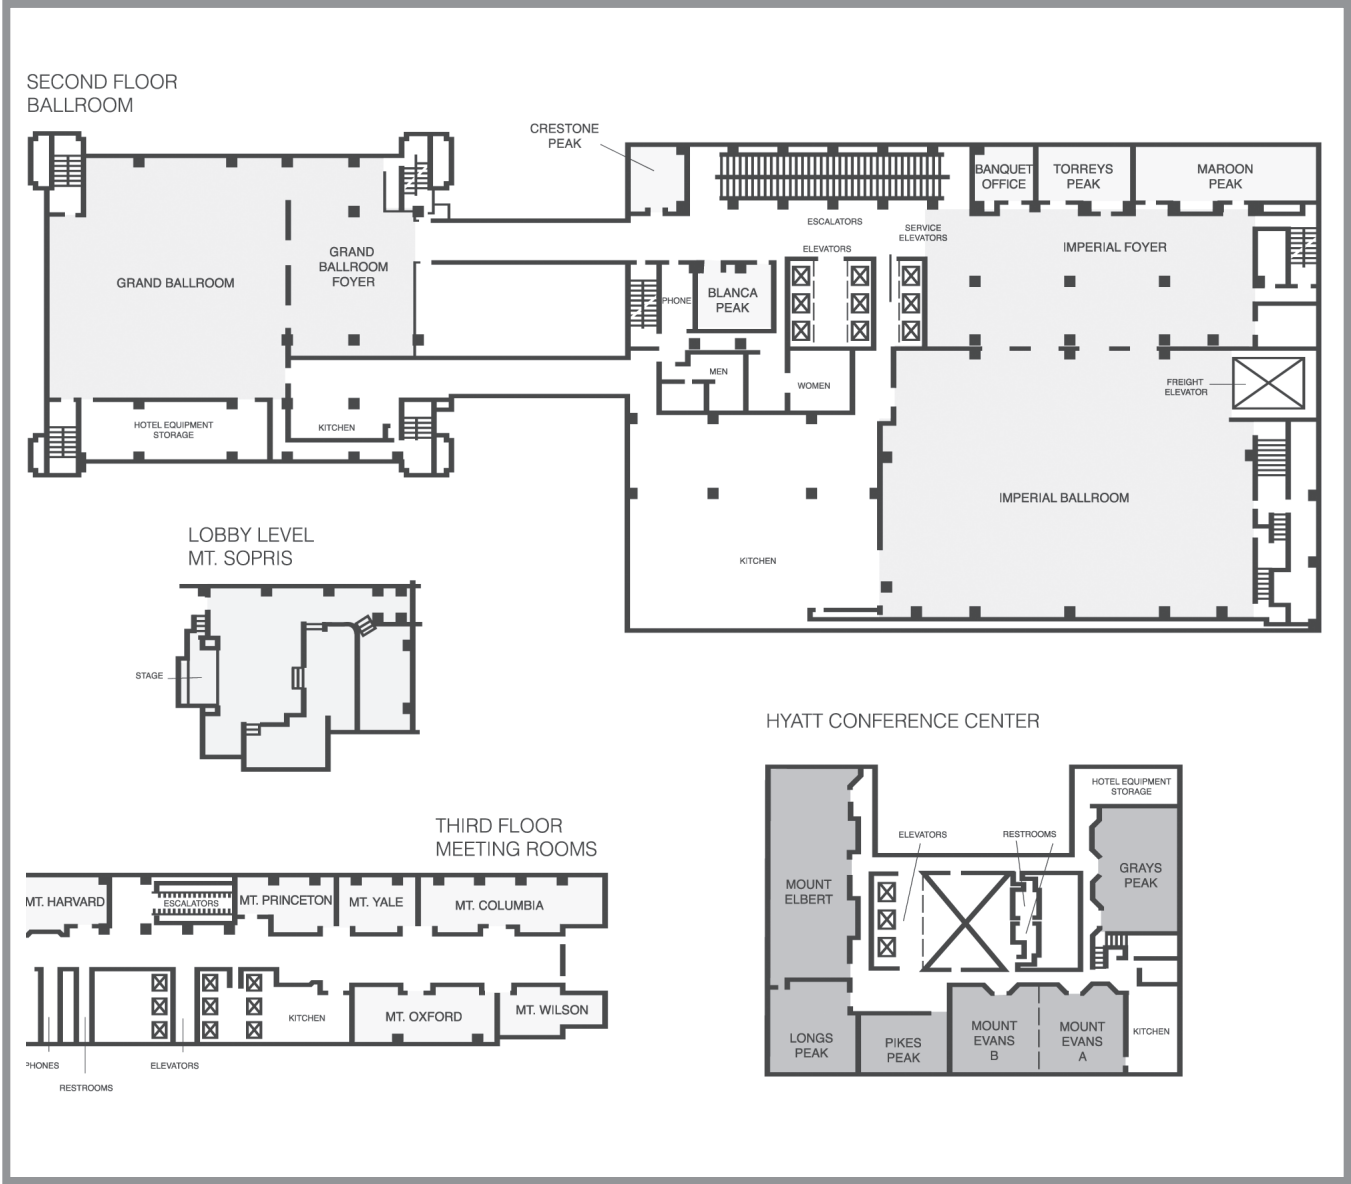 SECOND FLOOR
BALLROOM
CRESTONE
PEAK
BANQUET
OFFICE
TORREYS
PEAK
MAROON
PEAK
ESCALATORS
SERVICE
ELEVATORS
ELEVATORS
IMPERIAL FOYER
GRAND
BALLROOM
FOYER
GRAND BALLROOM
PHONE
BLANCA
PEAK
MEN
WOMEN
FREIGHT
ELEVATOR
HOTEL EQUIPMENT
STORAGE
KITCHEN
IMPERIAL BALLROOM
KITCHEN
LOBBY LEVEL
MT. SOPRIS
STAGE
HYATT CONFERENCE CENTER
HOTEL EQUIPMENT
STORAGE
ELEVATORS
RESTROOMS
GRAYS
PEAK
MOUNT
ELBERT
LONGS
PEAK
PIKES
PEAK
MOUNT
EVANS
B
MOUNT
EVANS
A
KITCHEN
THIRD FLOOR
MEETING ROOMS
MT. HARVARD
ESCALATORS
MT. PRINCETON
MT. YALE
MT. COLUMBIA
KITCHEN
MT. OXFORD
MT. WILSON
PHONES
RESTROOMS
ELEVATORS